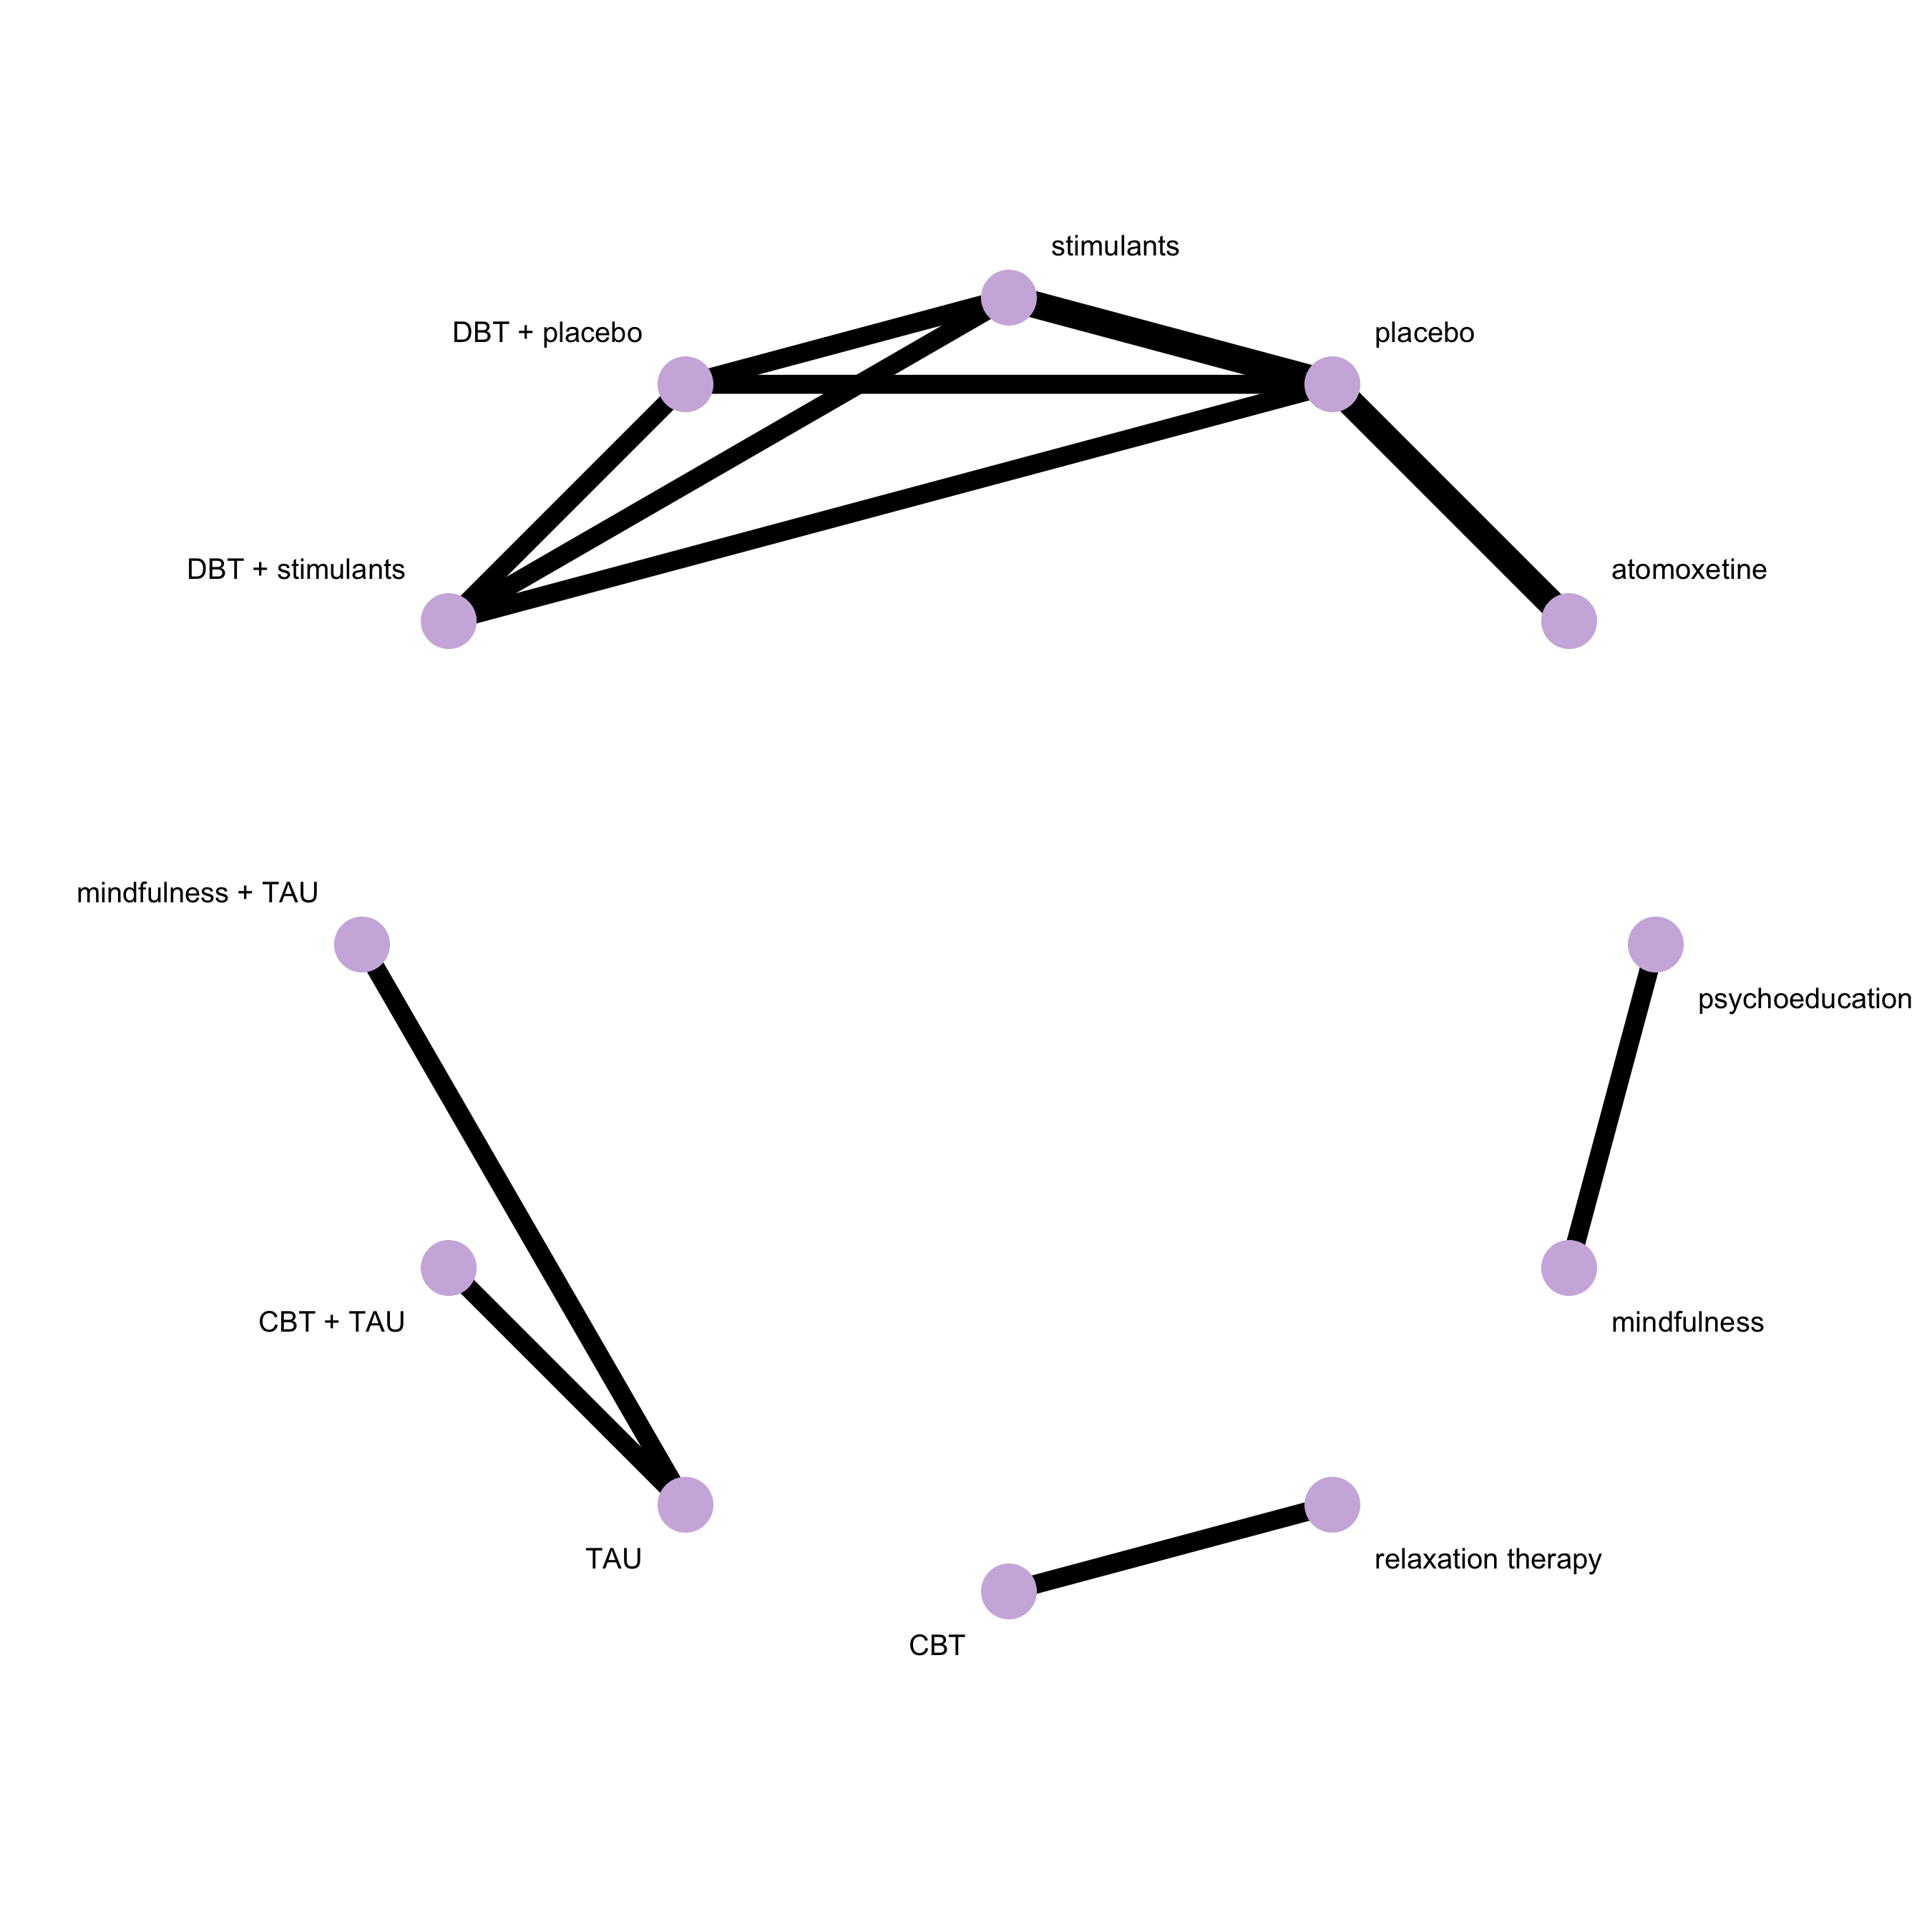 stimulants
DBT + placebo
placebo
DBT + stimulants
atomoxetine
mindfulness + TAU
psychoeducation
CBT + TAU
mindfulness
TAU
relaxation therapy
CBT